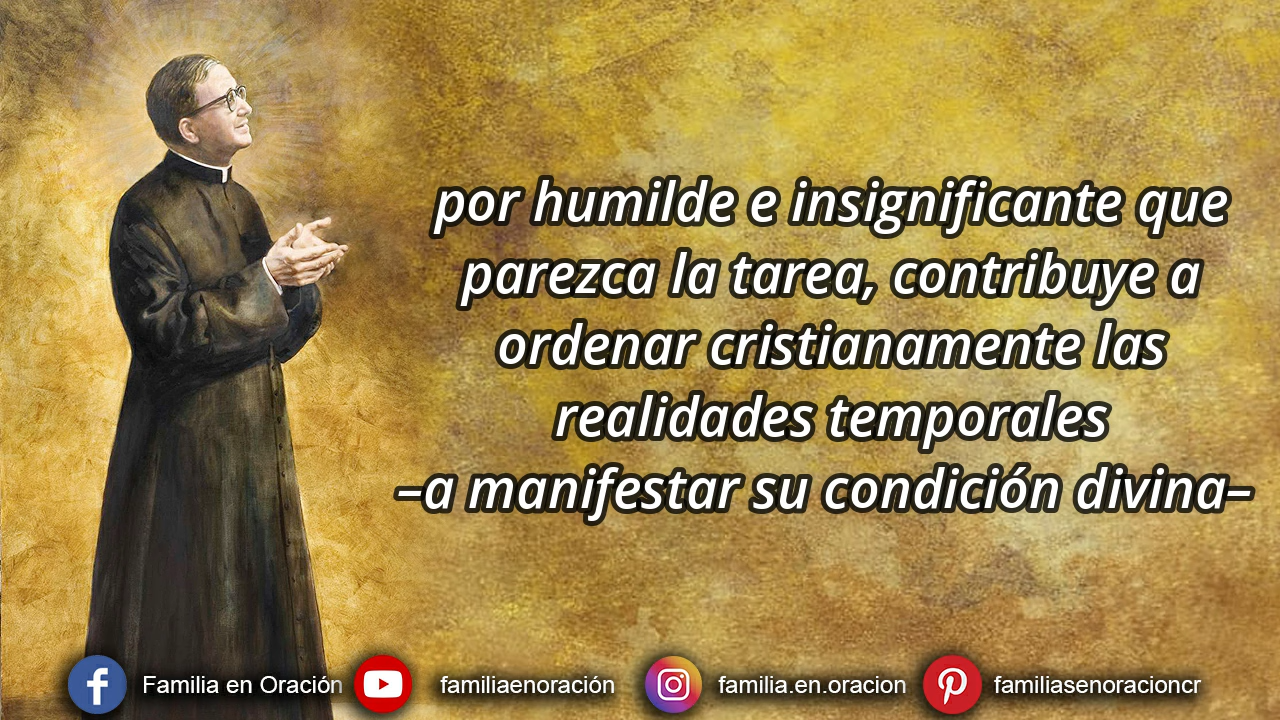 por humilde e insignificante que
parezca la tarea, contribuye a
ordenar cristianamente las
realidades temporales
–a manifestar su condición divina–
Familia en Oración
familiaenoración
familia.en.oracion
familiasenoracioncr